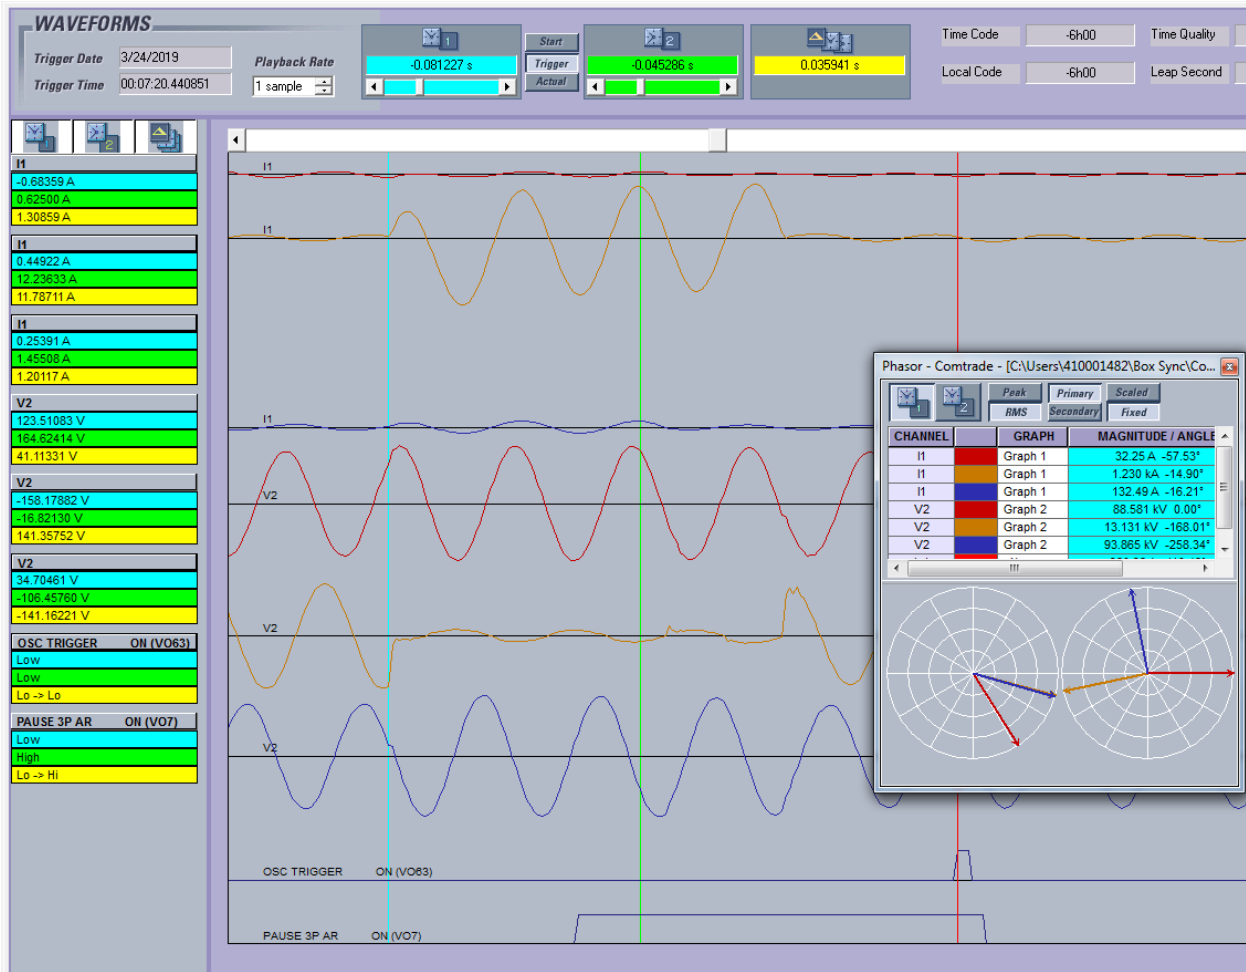 WAVEFORMS
Trigger Date 3/24/2019
Trigger Time 00:07:20.440851
Playback Rate
1 sample
1
-0.081227 s
Start
Trigger
Actual
2
-0.045286 s
0.035941 s
Time Code -6h00 Time Quality
Local Code -6h00 Leap Second
1 2
I1
-0.68359 A
0.62500 A
1.30859 A
I1
0.44922 A
12.23633 A
11.78711 A
I1
0.25391 A
1.45508 A
1.20117 A
V2
123.51083 V
164.62414 V
41.11331 V
V2
-158.17882 V
-16.82130 V
141.35752 V
V2
34.70461 V
-106.45760 V
-141.16221 V
OSC TRIGGER ON (VO63)
Low
Low
Lo -> Lo
PAUSE 3P AR ON (VO7)
Low
High
Lo -> Hi
I1
I1
I1
V2
V2
V2
OSC TRIGGER ON (VO63)
PAUSE 3P AR ON (VO7)
Phasor - Comtrade - [C:\Users\410001482\Box Sync\Co...
1 2
Peak Primary Scaled
RMS Secondary Fixed
CHANNEL GRAPH MAGNITUDE / ANGLE
I1 Graph 1 32.25 A -57.53°
I1 Graph 1 1.230 kA -14.90°
I1 Graph 1 132.49 A -16.21°
V2 Graph 2 88.581 kV 0.00°
V2 Graph 2 13.131 kV -168.01°
V2 Graph 2 93.865 kV -258.34°